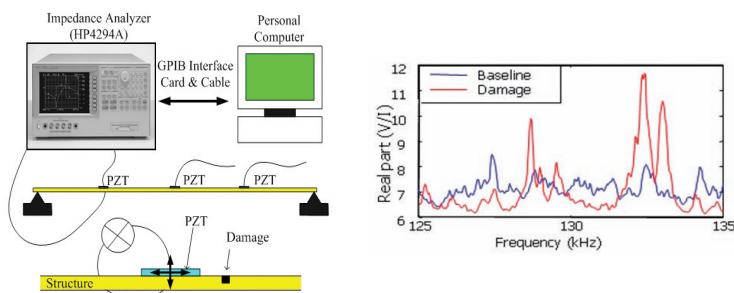 Impedance Analyzer
(HP4294A)
Personal
Computer
GPIB Interface
Card & Cable
PZT
PZT
PZT
PZT
Damage
Structure
Baseline
Damage
Real part (V/I)
12
11
10
9
8
7
6
125
130
135
Frequency (kHz)